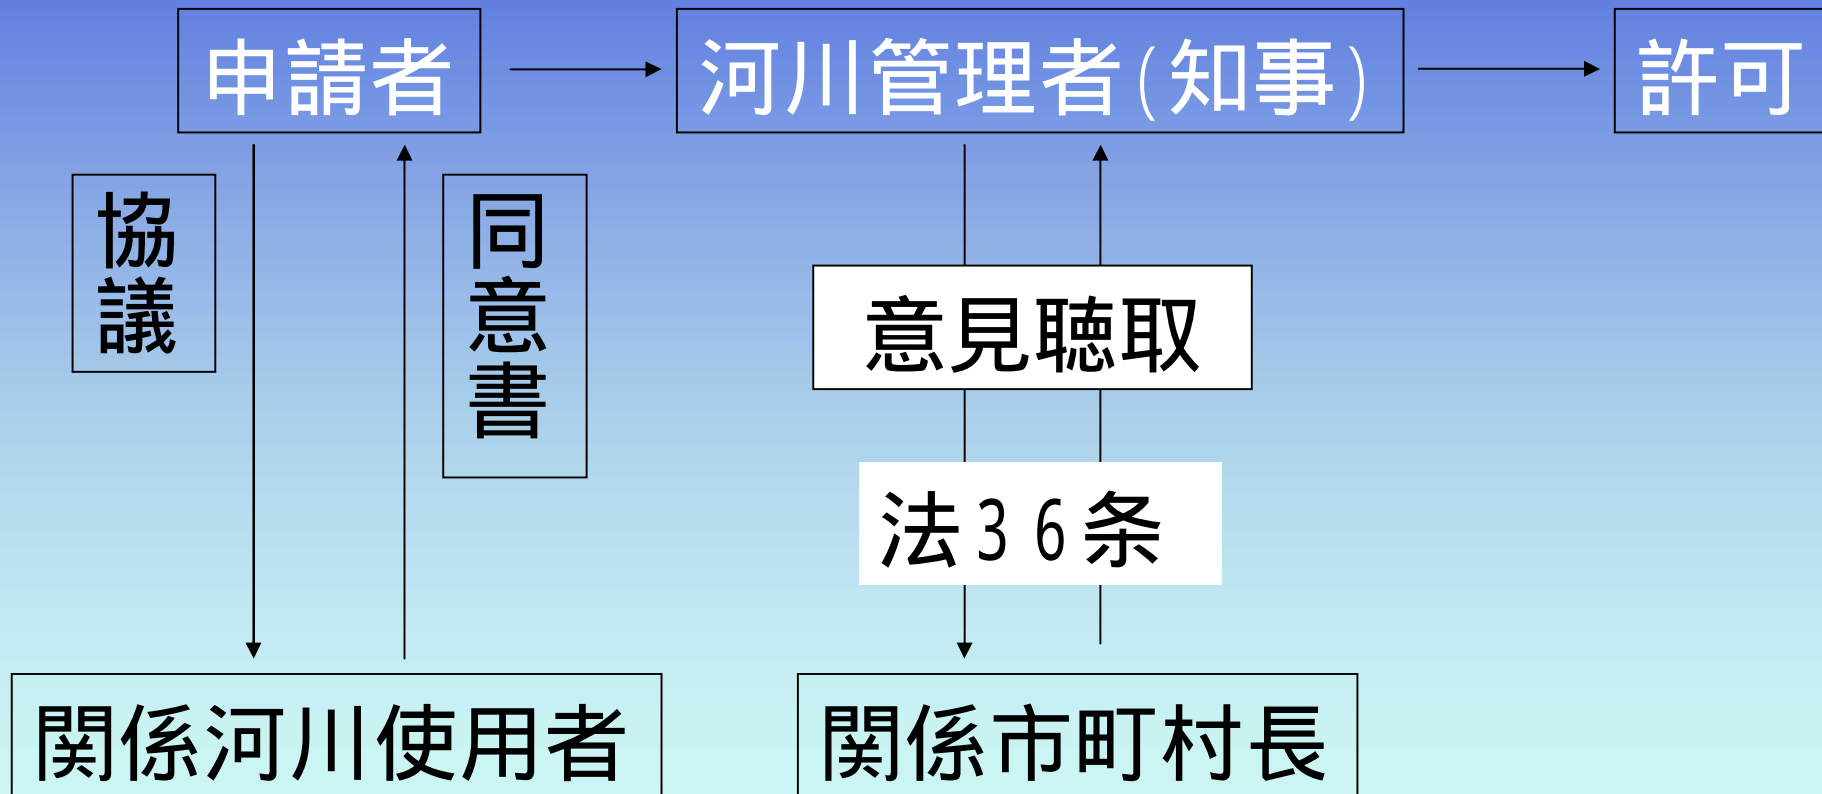 申請者
河川管理者(知事)
許可
協議
同意書
意見聴取
法36条
関係河川使用者
関係市町村長